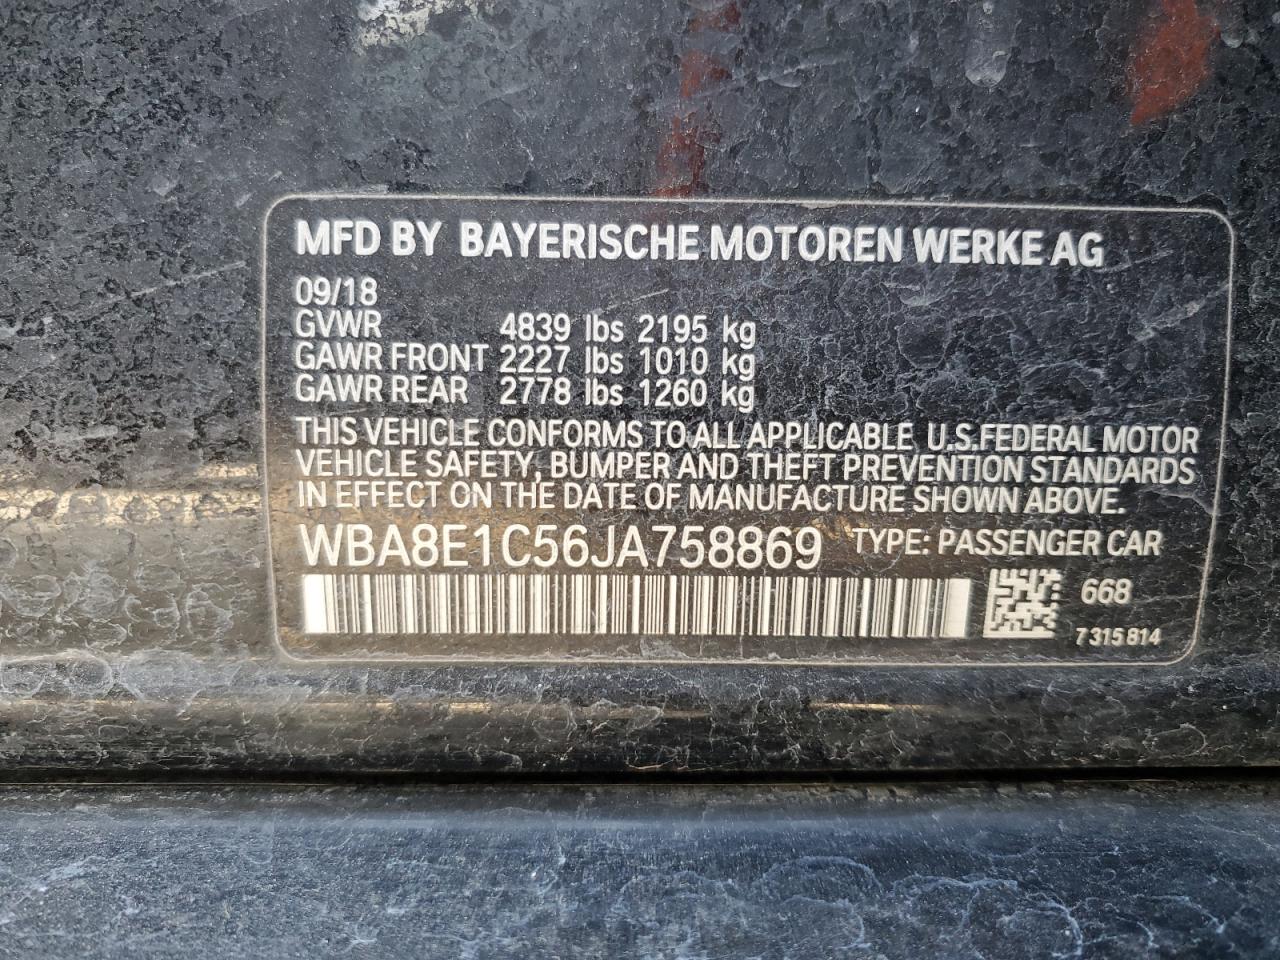 MFD BY BAYERISCHE MOTOREN WERKE AG
09/18
GVWR 4839 lbs 2195 kg
GAWR FRONT 2227 lbs 1010 kg
GAWR REAR 2778 lbs 1260 kg
THIS VEHICLE CONFORMS TO ALL APPLICABLE U.S.FEDERAL MOTOR
VEHICLE SAFETY, BUMPER AND THEFT PREVENTION STANDARDS
IN EFFECT ON THE DATE OF MANUFACTURE SHOWN ABOVE.
WBA8E1C56JA758869 TYPE: PASSENGER CAR
668
7 315 814